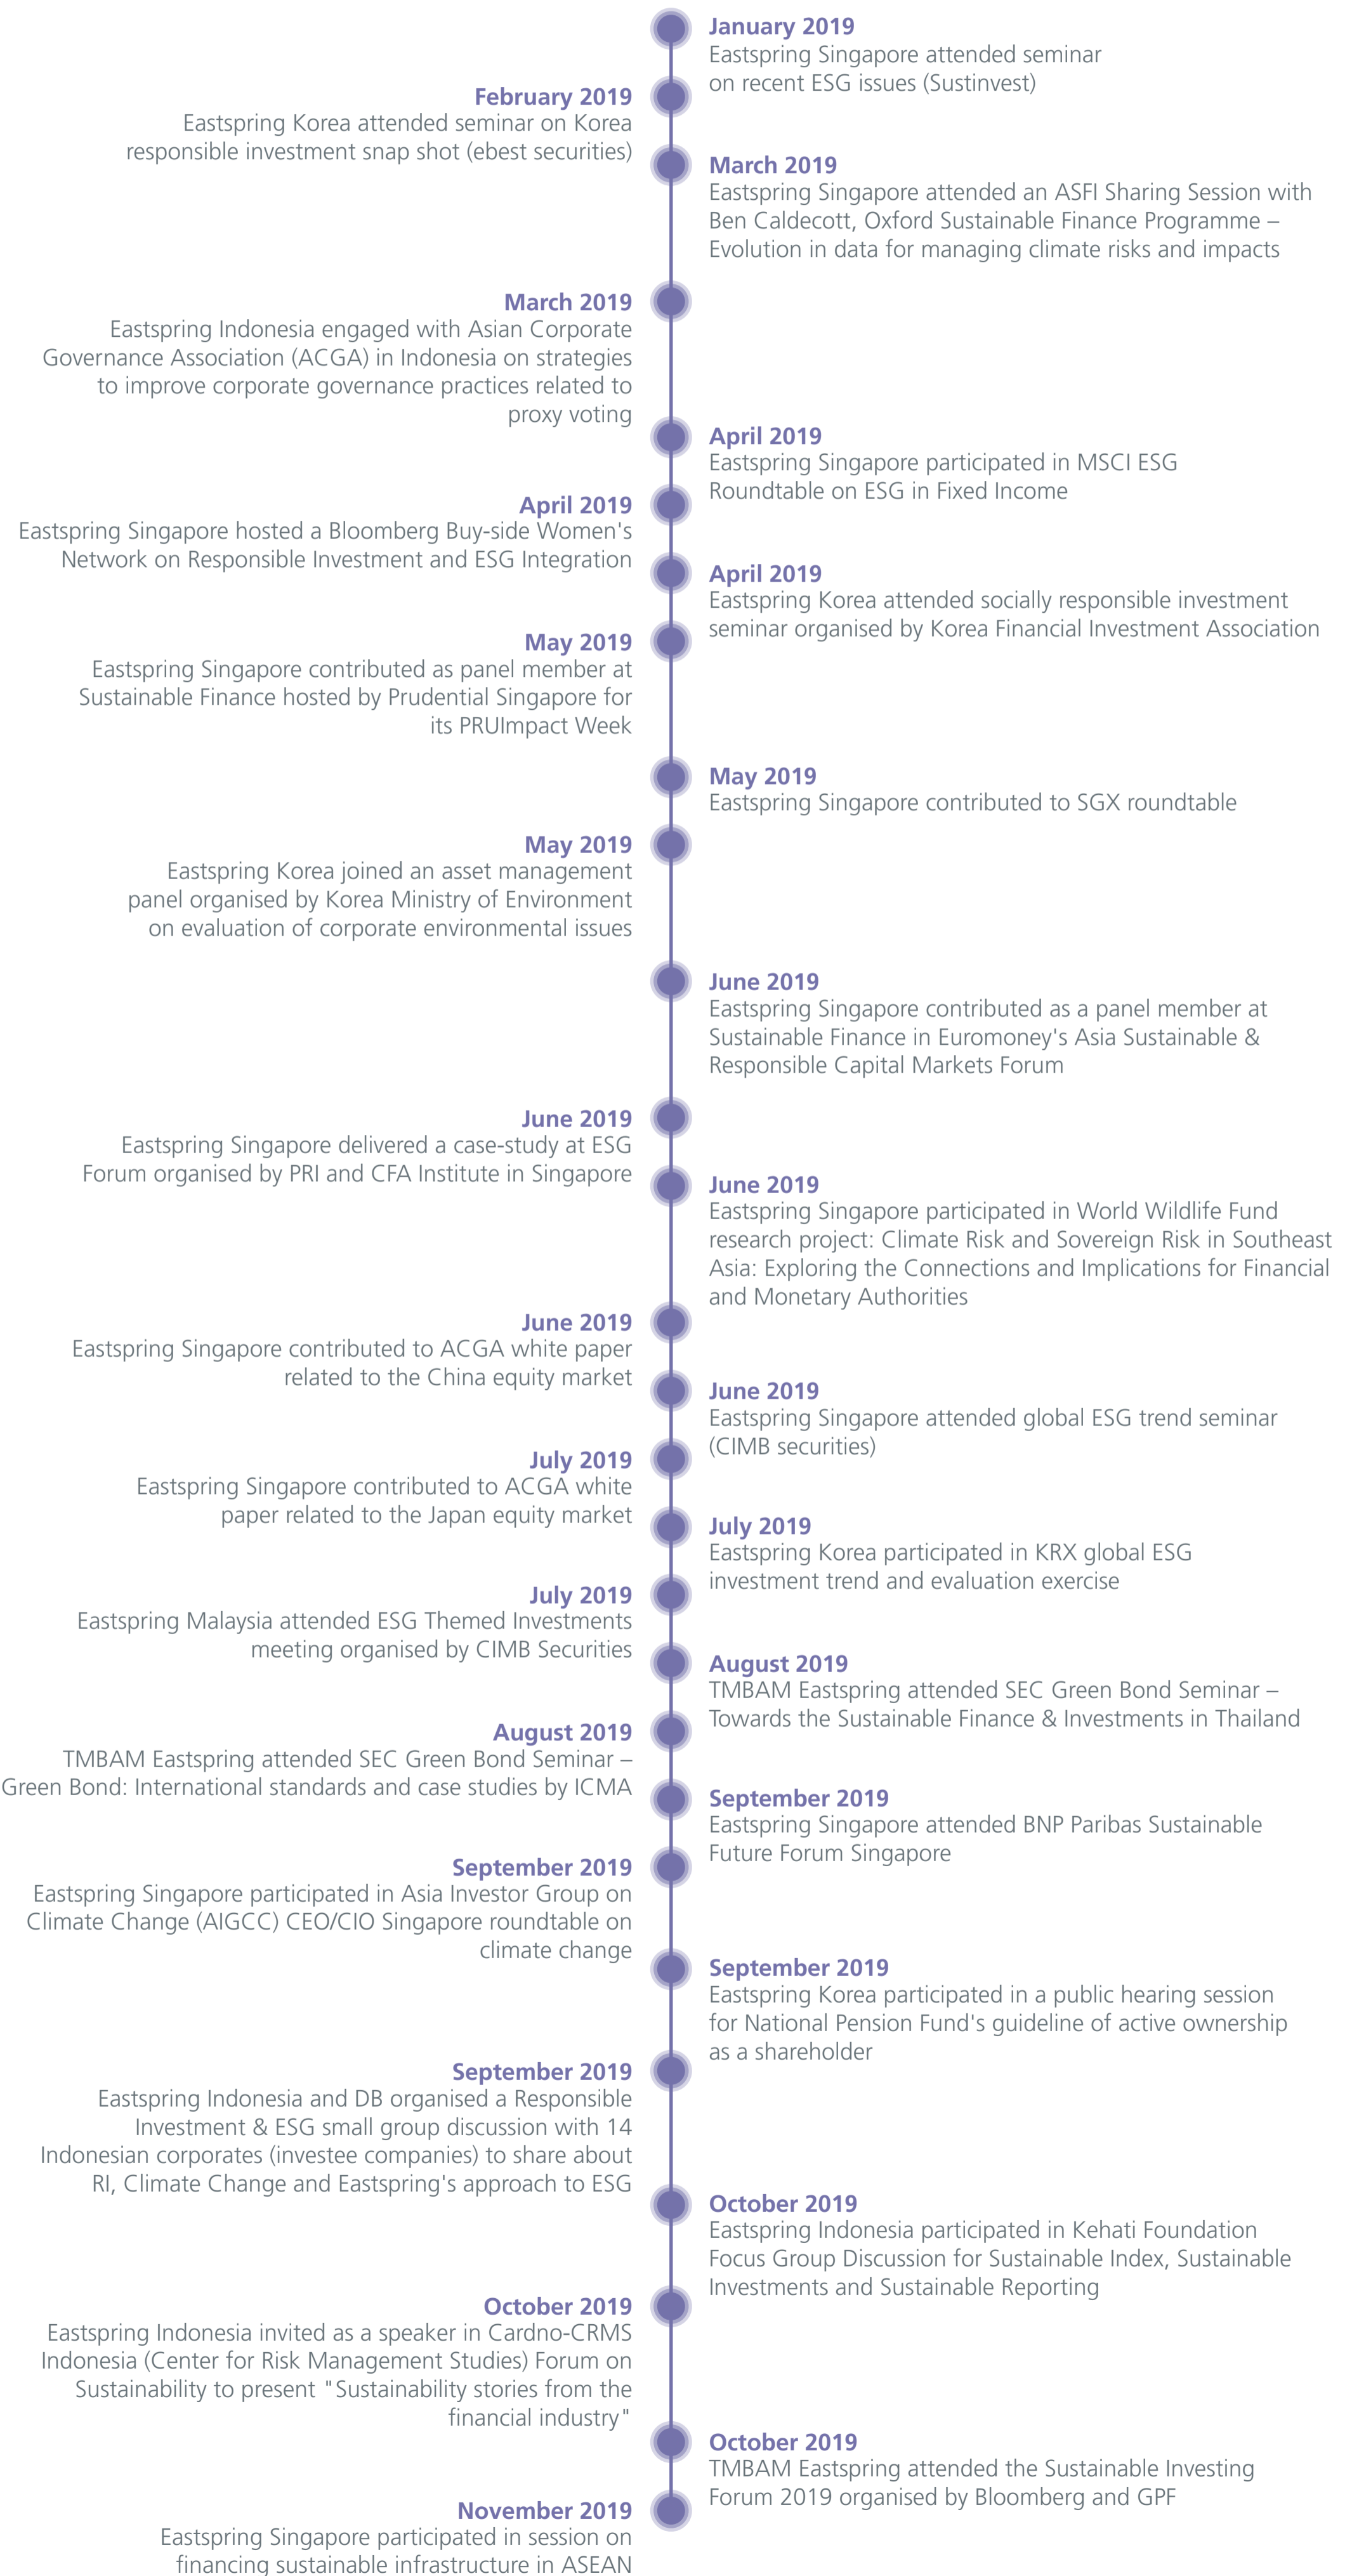 January 2019
Eastspring Singapore attended seminar
on recent ESG issues (Sustinvest)
February 2019
Eastspring Korea attended seminar on Korea
responsible investment snap shot (ebest securities)
March 2019
Eastspring Singapore attended an ASFI Sharing Session with
Ben Caldecott, Oxford Sustainable Finance Programme –
Evolution in data for managing climate risks and impacts
March 2019
Eastspring Indonesia engaged with Asian Corporate
Governance Association (ACGA) in Indonesia on strategies
to improve corporate governance practices related to
proxy voting
April 2019
Eastspring Singapore participated in MSCI ESG
Roundtable on ESG in Fixed Income
April 2019
Eastspring Singapore hosted a Bloomberg Buy-side Women's
Network on Responsible Investment and ESG Integration
April 2019
Eastspring Korea attended socially responsible investment
seminar organised by Korea Financial Investment Association
May 2019
Eastspring Singapore contributed as panel member at
Sustainable Finance hosted by Prudential Singapore for
its PRUImpact Week
May 2019
Eastspring Singapore contributed to SGX roundtable
May 2019
Eastspring Korea joined an asset management
panel organised by Korea Ministry of Environment
on evaluation of corporate environmental issues
June 2019
Eastspring Singapore contributed as a panel member at
Sustainable Finance in Euromoney's Asia Sustainable &
Responsible Capital Markets Forum
June 2019
Eastspring Singapore delivered a case-study at ESG
Forum organised by PRI and CFA Institute in Singapore
June 2019
Eastspring Singapore participated in World Wildlife Fund
research project: Climate Risk and Sovereign Risk in Southeast
Asia: Exploring the Connections and Implications for Financial
and Monetary Authorities
June 2019
Eastspring Singapore contributed to ACGA white paper
related to the China equity market
June 2019
Eastspring Singapore attended global ESG trend seminar
(CIMB securities)
July 2019
Eastspring Singapore contributed to ACGA white
paper related to the Japan equity market
July 2019
Eastspring Korea participated in KRX global ESG
investment trend and evaluation exercise
July 2019
Eastspring Malaysia attended ESG Themed Investments
meeting organised by CIMB Securities
August 2019
TMBAM Eastspring attended SEC Green Bond Seminar –
Towards the Sustainable Finance & Investments in Thailand
August 2019
TMBAM Eastspring attended SEC Green Bond Seminar –
Green Bond: International standards and case studies by ICMA
September 2019
Eastspring Singapore attended BNP Paribas Sustainable
Future Forum Singapore
September 2019
Eastspring Singapore participated in Asia Investor Group on
Climate Change (AIGCC) CEO/CIO Singapore roundtable on
climate change
September 2019
Eastspring Korea participated in a public hearing session
for National Pension Fund's guideline of active ownership
as a shareholder
September 2019
Eastspring Indonesia and DB organised a Responsible
Investment & ESG small group discussion with 14
Indonesian corporates (investee companies) to share about
RI, Climate Change and Eastspring's approach to ESG
October 2019
Eastspring Indonesia participated in Kehati Foundation
Focus Group Discussion for Sustainable Index, Sustainable
Investments and Sustainable Reporting
October 2019
Eastspring Indonesia invited as a speaker in Cardno-CRMS
Indonesia (Center for Risk Management Studies) Forum on
Sustainability to present "Sustainability stories from the
financial industry"
October 2019
TMBAM Eastspring attended the Sustainable Investing
Forum 2019 organised by Bloomberg and GPF
November 2019
Eastspring Singapore participated in session on
financing sustainable infrastructure in ASEAN